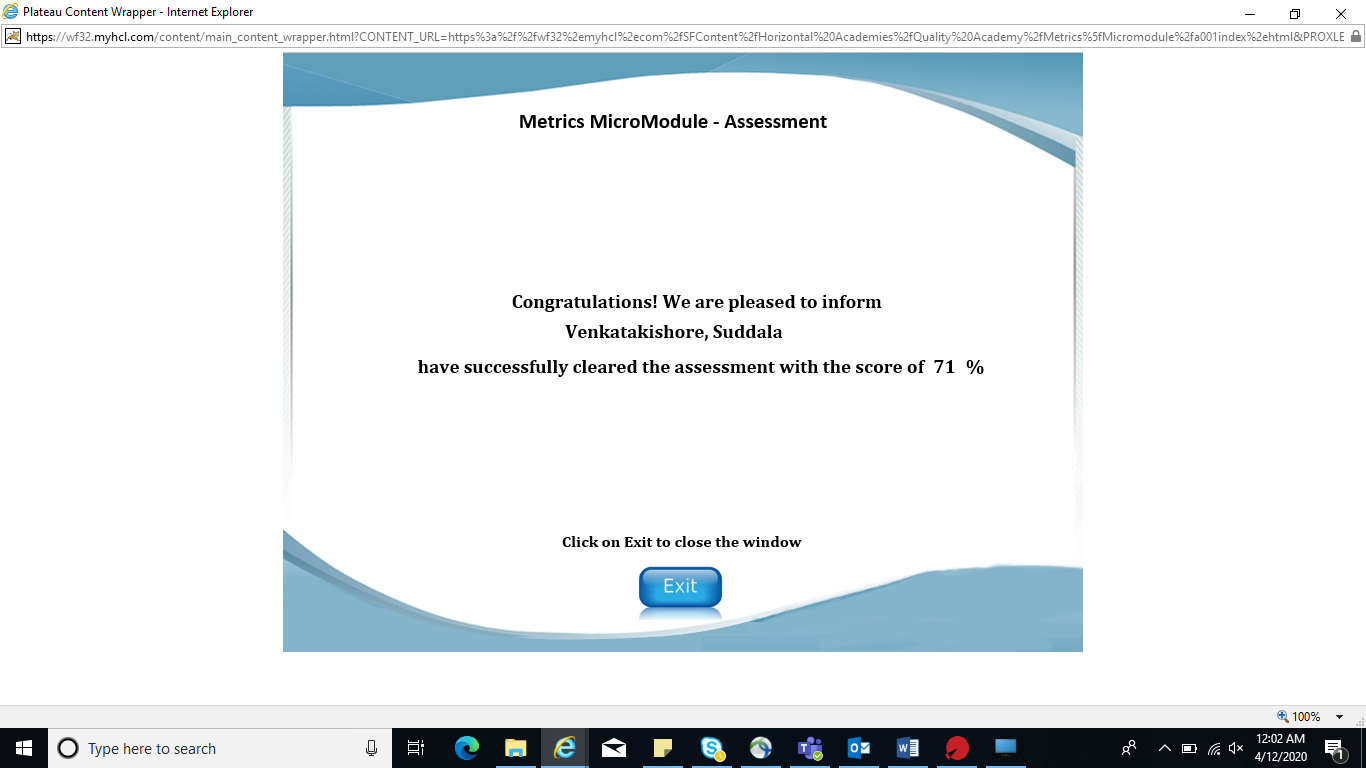 Plateau Content Wrapper - Internet Explorer
https://wf32.myhcl.com/content/main_content_wrapper.html?CONTENT_URL=https%3a%2f%2fwf32%2emyhcl%2ecom%2fSFContent%2fHorizontal%20Academies%2fQuality%20Academy%2fMetrics%5fMicromodule%2fa001index%2ehtml&PROXLE
Metrics MicroModule - Assessment
Congratulations! We are pleased to inform
Venkatakishore, Suddala
have successfully cleared the assessment with the score of 71 %
Click on Exit to close the window
Exit
100%
Type here to search
12:02 AM
4/12/2020
1